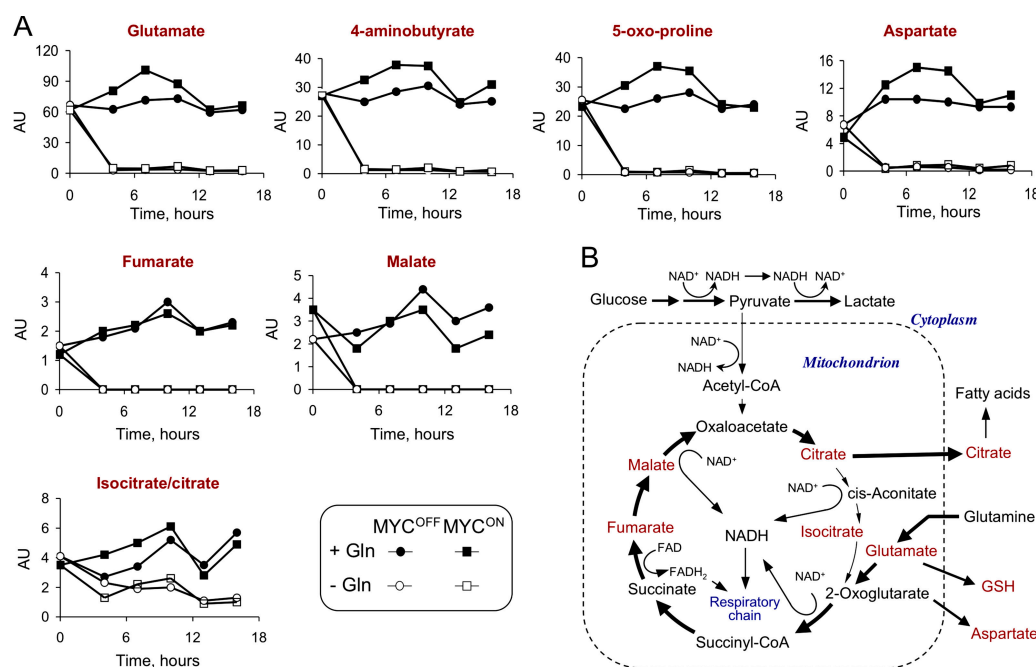 A
Glutamate
120
90
60
30
0
AU
0 6 12 18
Time, hours
4-aminobutyrate
40
30
20
10
0
AU
0 6 12 18
Time, hours
5-oxo-proline
40
30
20
10
0
AU
0 6 12 18
Time, hours
Aspartate
16
12
8
4
0
AU
0 6 12 18
Time, hours
Fumarate
4
3
2
1
0
AU
0 6 12 18
Time, hours
Malate
5
4
3
2
1
0
AU
0 6 12 18
Time, hours
Isocitrate/citrate
8
6
4
2
0
AU
0 6 12 18
Time, hours
MYC^OFF MYC^ON
+ Gln
- Gln
B
NAD⁺ NADH NADH NAD⁺
Glucose Pyruvate Lactate
Cytoplasm
NAD⁺
NADH
Mitochondrion
Acetyl-CoA
Fatty acids
Oxaloacetate
Malate NAD⁺ Citrate Citrate
NAD⁺ cis-Aconitate
Fumarate NADH Isocitrate Glutamine
Glutamate
FAD
FADH₂ NAD⁺ GSH
Succinate Respiratory chain 2-Oxoglutarate
Succinyl-CoA Aspartate